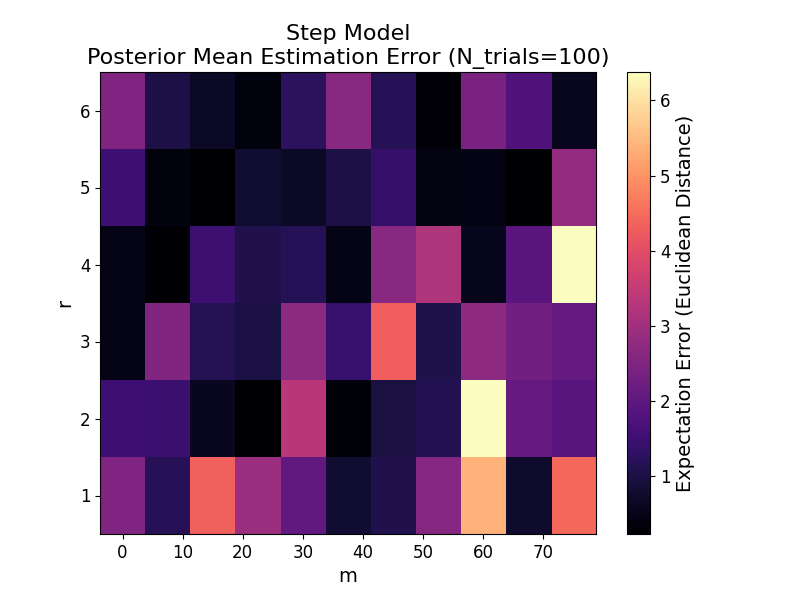 Step Model
Posterior Mean Estimation Error (N_trials=100)
6
5
4
3
2
1
r
0 10 20 30 40 50 60 70
m
6
5
4
3
2
1
Expectation Error (Euclidean Distance)